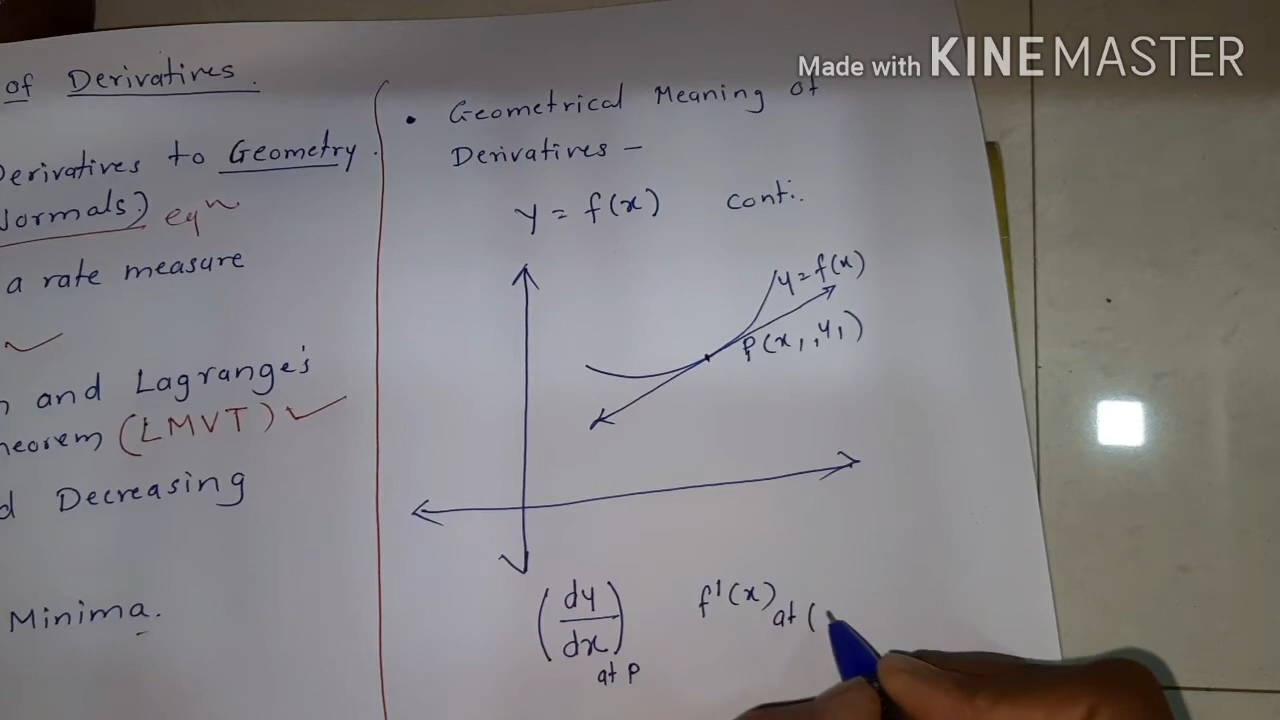 Made with KINEMASTER
of Derivatives.
Derivatives to Geometry.
Normals) eqⁿ
a rate measure
and Lagrange's
heorem (LMVT)
d Decreasing
Minima.
• Geometrical Meaning of
Derivatives —
y = f(x) conti.
y=f(x)
P(x₁, y₁)
(dy/dx) at P f'(x) at (